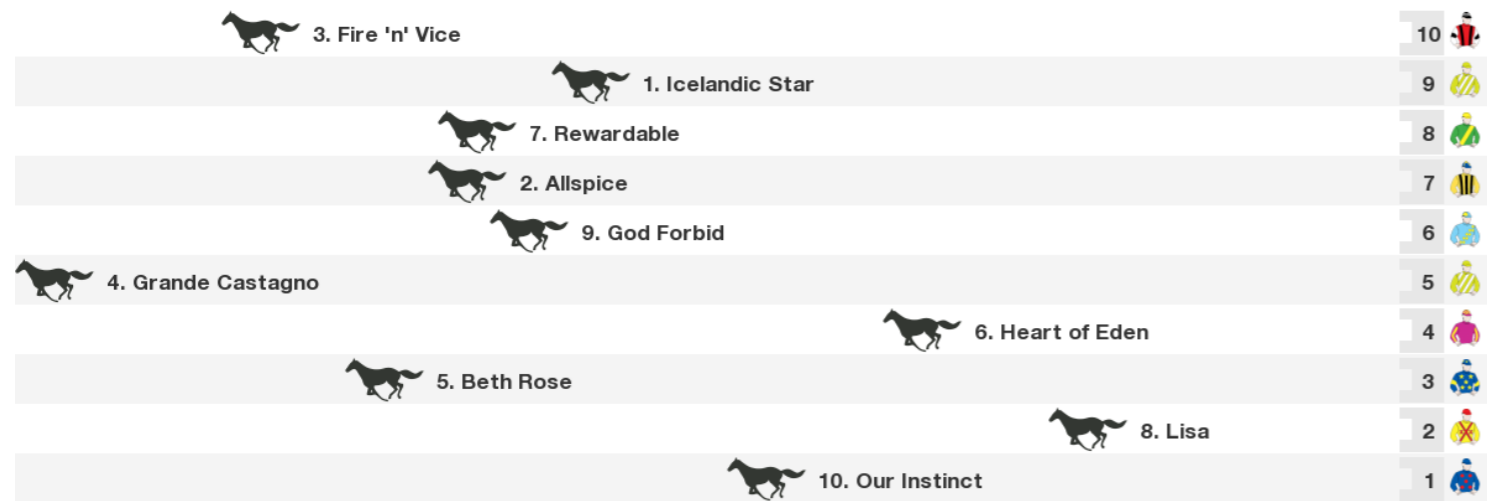 3. Fire 'n' Vice 10
1. Icelandic Star 9
7. Rewardable 8
2. Allspice 7
9. God Forbid 6
4. Grande Castagno 5
6. Heart of Eden 4
5. Beth Rose 3
8. Lisa 2
10. Our Instinct 1